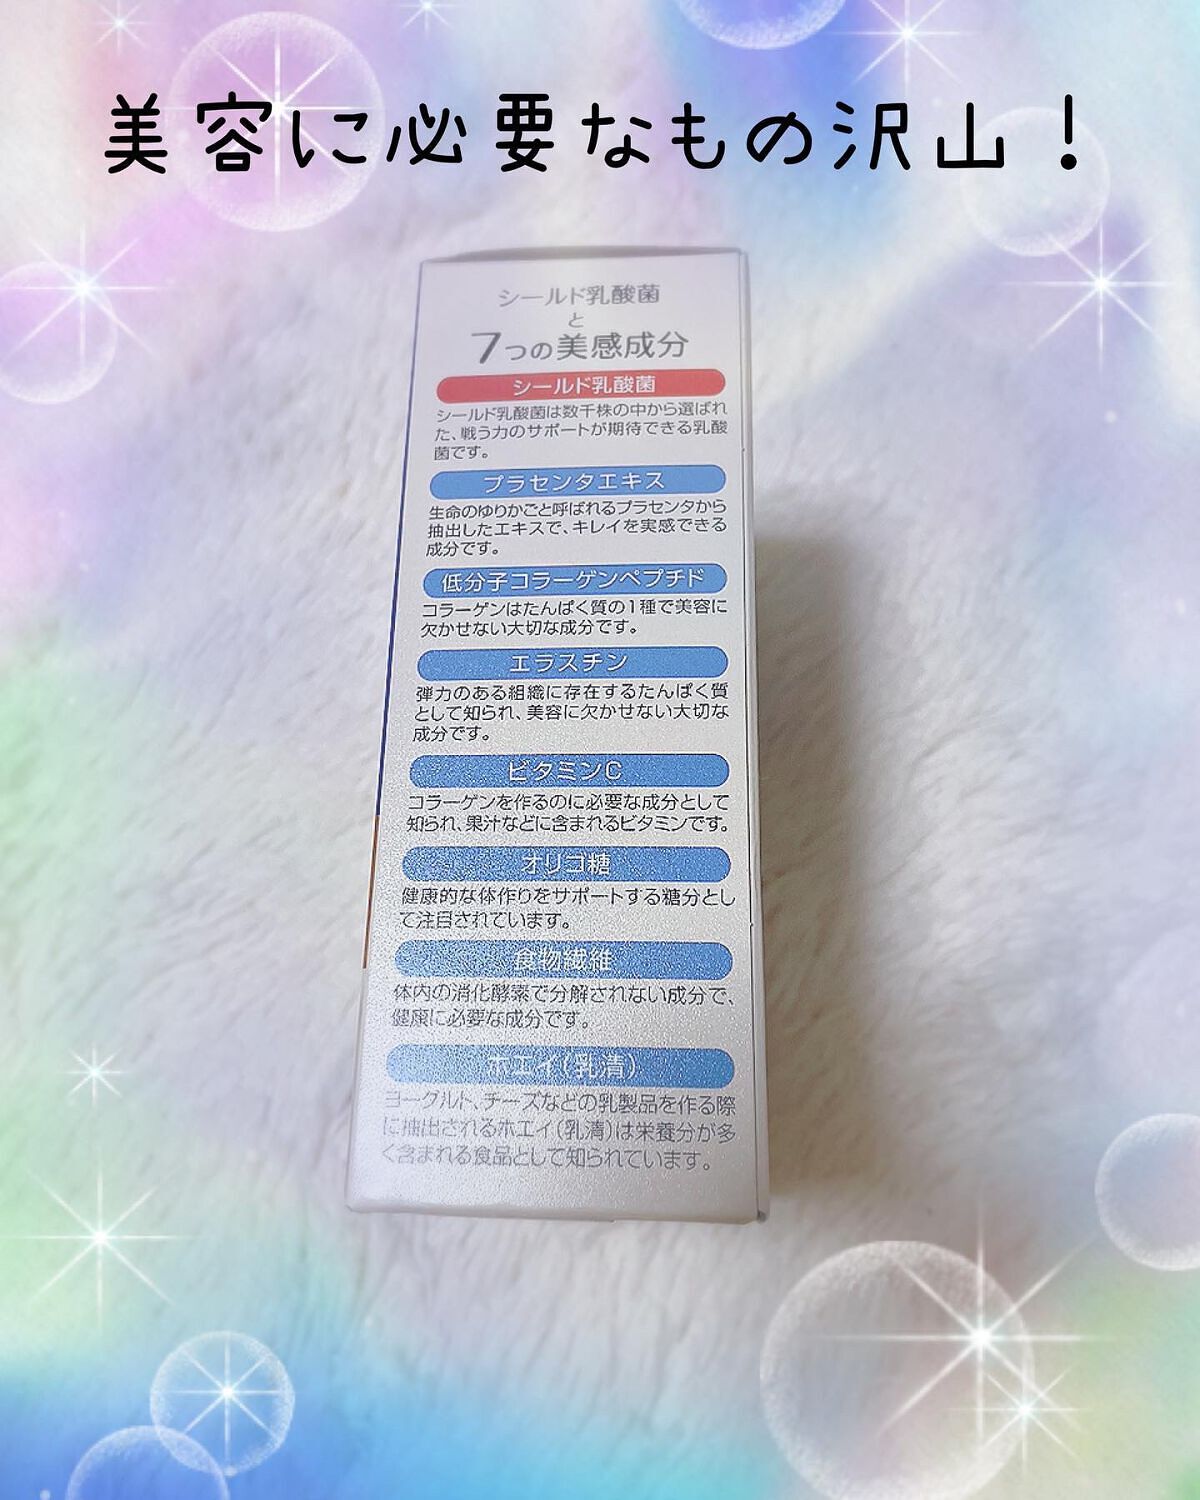 美容に必要なもの沢山！
シールド乳酸菌
と
7つの美感成分
シールド乳酸菌
シールド乳酸菌は数千株の中から選ばれ
た、戦う力のサポートが期待できる乳酸
菌です。
プラセンタエキス
生命のゆりかごと呼ばれるプラセンタから
抽出したエキスで、キレイを実感できる
成分です。
低分子コラーゲンペプチド
コラーゲンはたんぱく質の1種で美容に
欠かせない大切な成分です。
エラスチン
弾力のある組織に存在するたんぱく質
として知られ、美容に欠かせない大切な
成分です。
ビタミンC
コラーゲンを作るのに必要な成分として
知られ、果汁などに含まれるビタミンです。
オリゴ糖
健康的な体作りをサポートする糖分とし
て注目されています。
食物繊維
体内の消化酵素で分解されない成分で、
健康に必要な成分です。
ホエイ（乳清）
ヨーグルト、チーズなどの乳製品を作る際
に抽出されるホエイ（乳清）は栄養分が多
く含まれる食品として知られています。